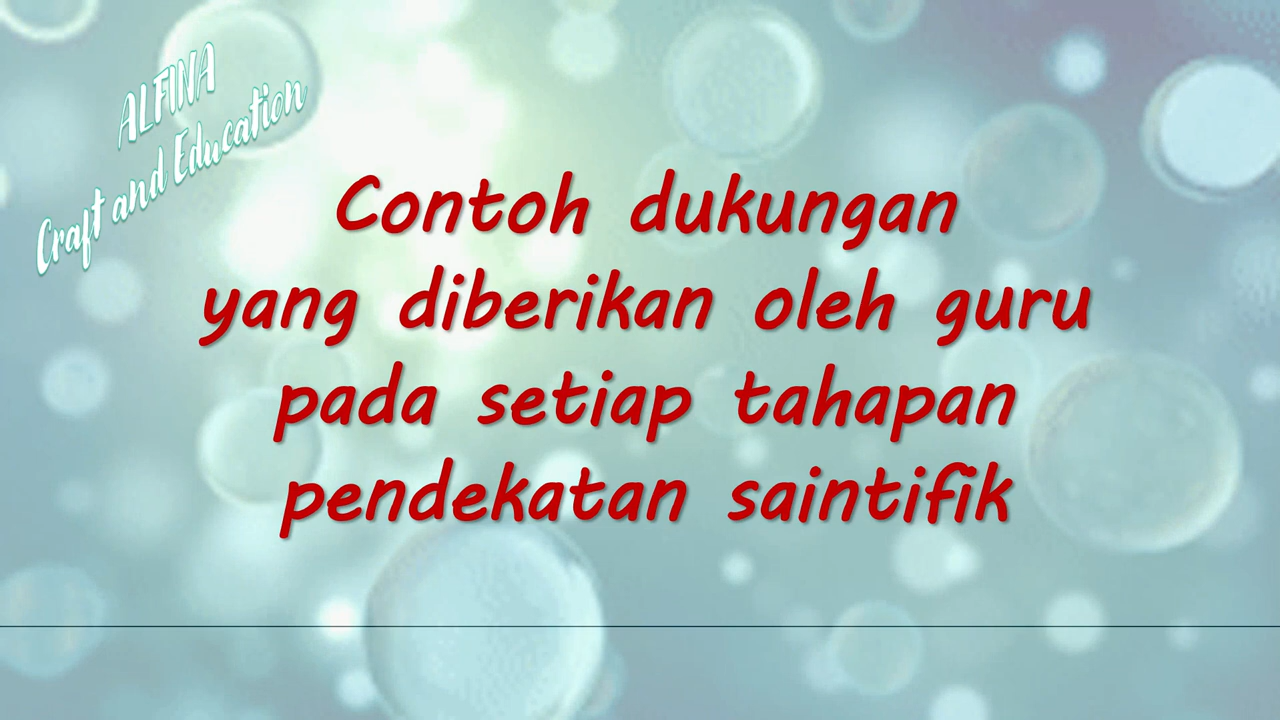 ALFINA
Craft and Education
Contoh dukungan
yang diberikan oleh guru
pada setiap tahapan
pendekatan saintifik